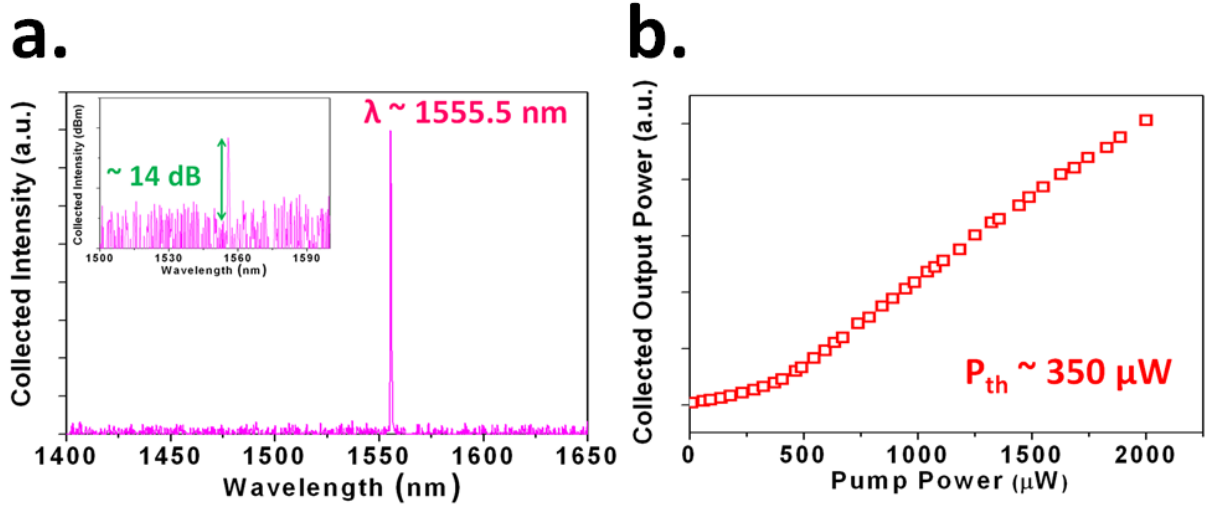 a.
λ ~ 1555.5 nm
~ 14 dB
Collected Intensity (dBm)
1500 1530 1560 1590
Wavelength (nm)
Collected Intensity (a.u.)
1400 1450 1500 1550 1600 1650
Wavelength (nm)
b.
Collected Output Power (a.u.)
Pth ~ 350 µW
0 500 1000 1500 2000
Pump Power (µW)